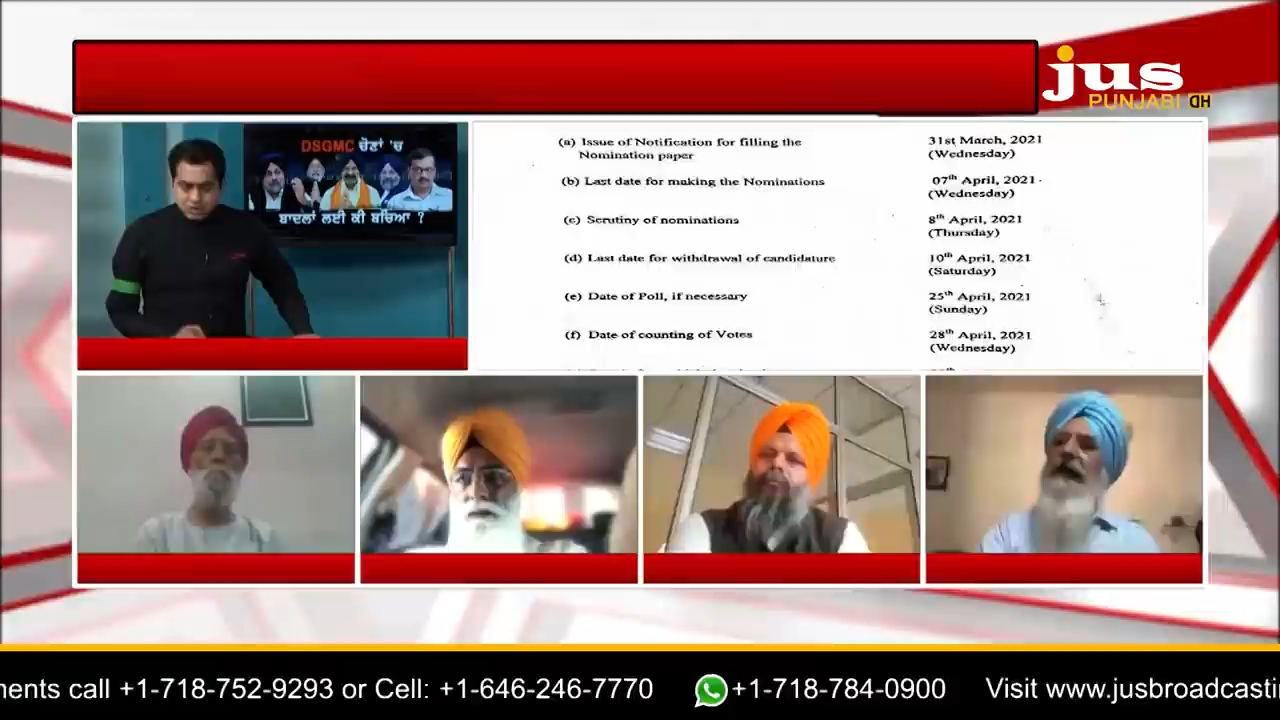 jus
PUNJABI HD
DSGMC ਚੋਣਾਂ 'ਚ
ਬਾਦਲਾਂ ਲਈ ਕੀ ਬਚਿਆ ?
(a) Issue of Notification for filling the Nomination paper
31st March, 2021
(Wednesday)
(b) Last date for making the Nominations
07th April, 2021
(Wednesday)
(c) Scrutiny of nominations
8th April, 2021
(Thursday)
(d) Last date for withdrawal of candidature
10th April, 2021
(Saturday)
(e) Date of Poll, if necessary
25th April, 2021
(Sunday)
(f) Date of counting of Votes
28th April, 2021
(Wednesday)
ments call +1-718-752-9293 or Cell: +1-646-246-7770 +1-718-784-0900 Visit www.jusbroadcastin